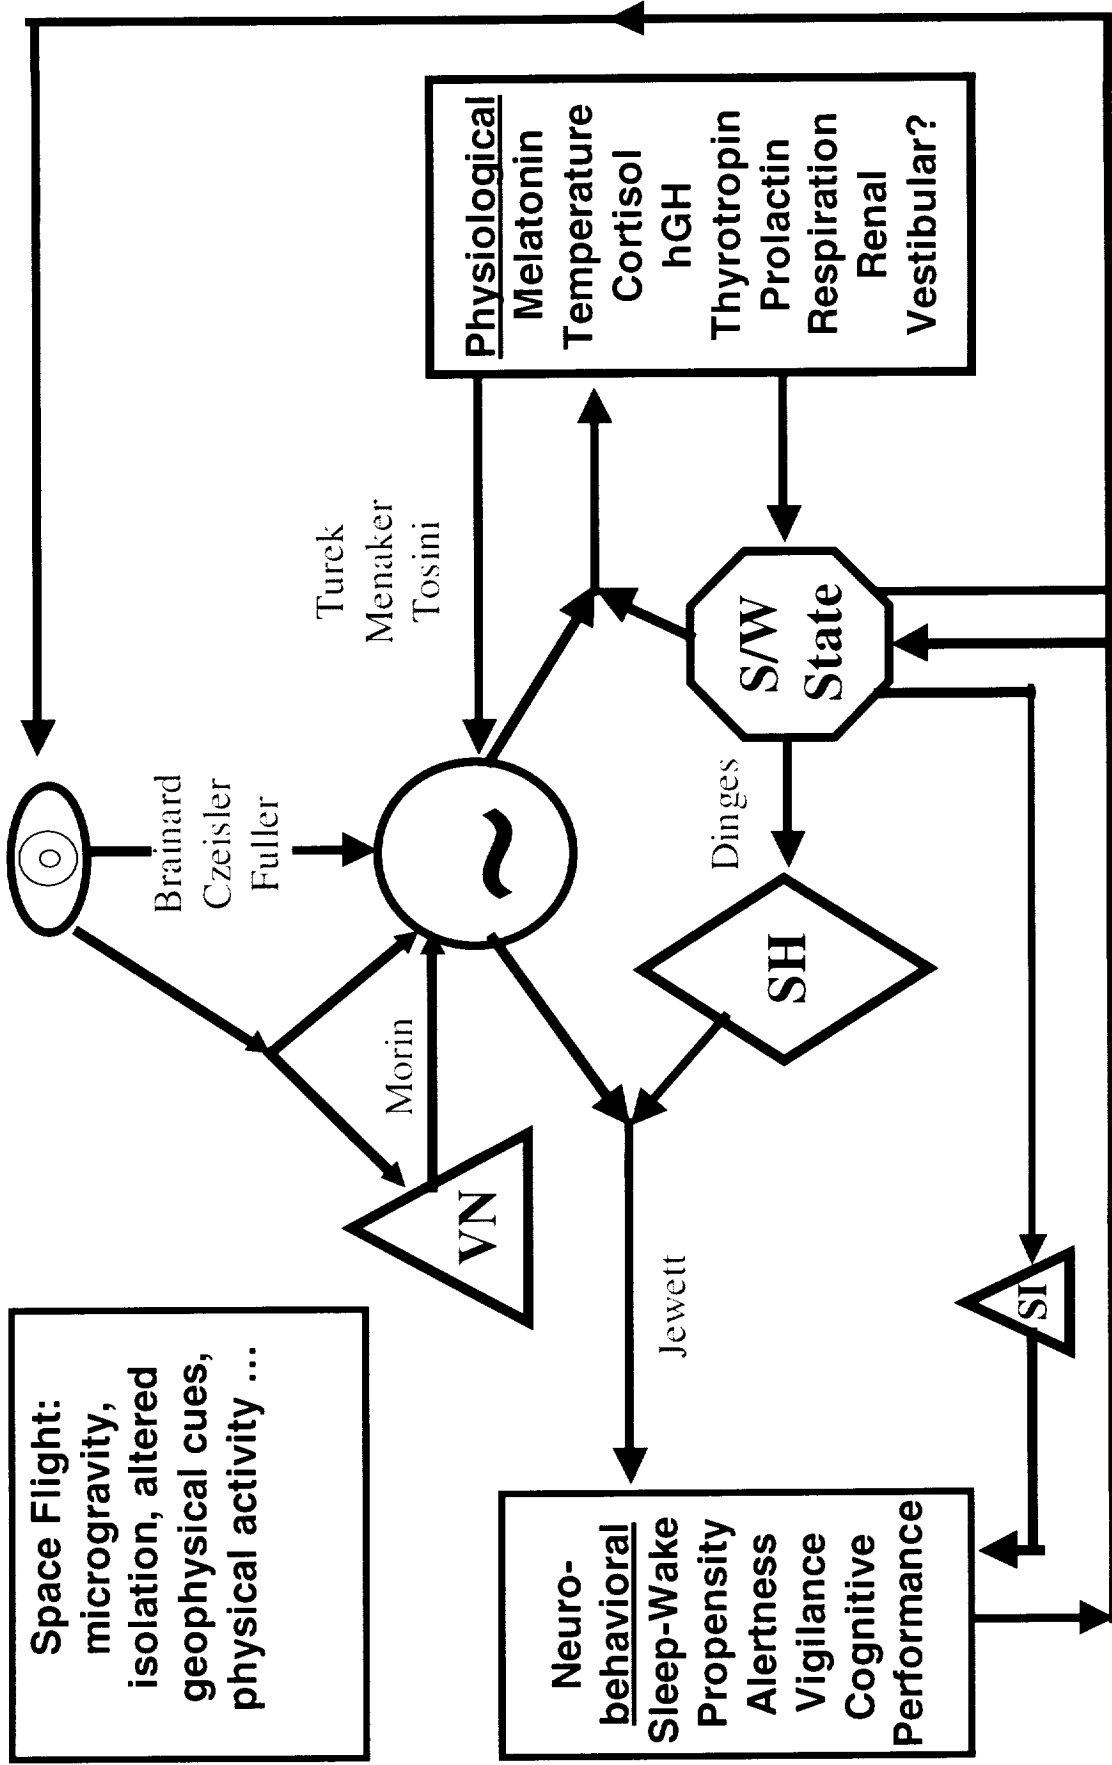 Space Flight:
microgravity,
isolation, altered
geophysical cues,
physical activity ...
Brainard
Czeisler
Fuller
Turek
Menaker
Tosini
VN
Morin
~
Physiological
Melatonin
Temperature
Cortisol
hGH
Thyrotropin
Prolactin
Respiration
Renal
Vestibular?
Neuro-
behavioral
Sleep-Wake
Propensity
Alertness
Vigilance
Cognitive
Performance
Jewett
SH
Dinges
S/W
State
SI